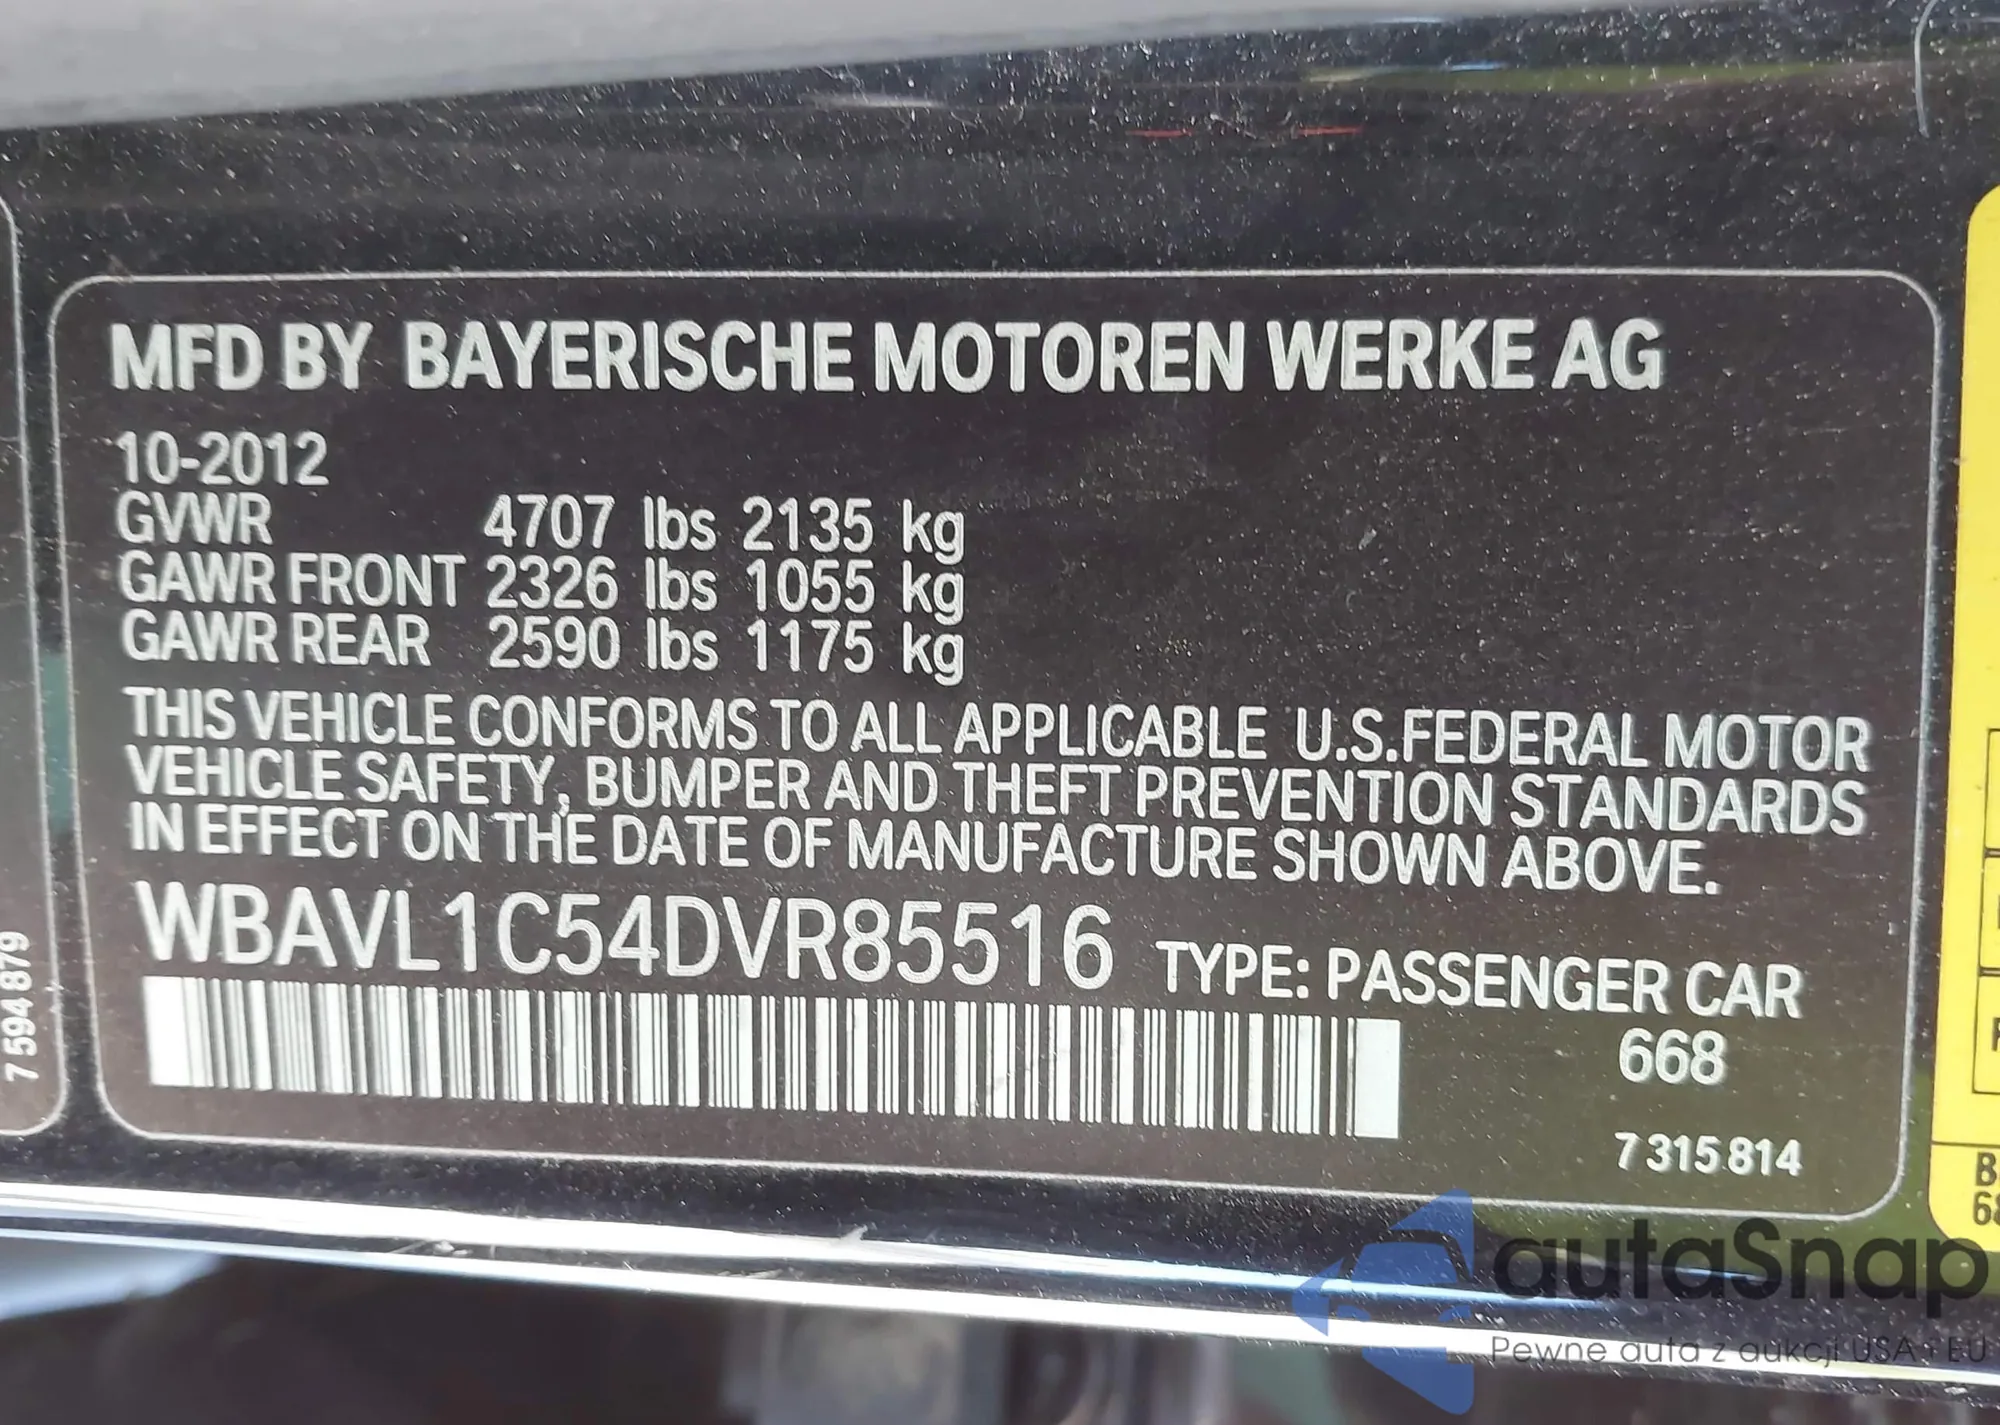 MFD BY BAYERISCHE MOTOREN WERKE AG
10-2012
GVWR 4707 lbs 2135 kg
GAWR FRONT 2326 lbs 1055 kg
GAWR REAR 2590 lbs 1175 kg
THIS VEHICLE CONFORMS TO ALL APPLICABLE U.S.FEDERAL MOTOR
VEHICLE SAFETY, BUMPER AND THEFT PREVENTION STANDARDS
IN EFFECT ON THE DATE OF MANUFACTURE SHOWN ABOVE.
WBAVL1C54DVR85516 TYPE: PASSENGER CAR
668
7 315 814
7 594 879
autaSnap
Pewne auta z aukcji USA i EU